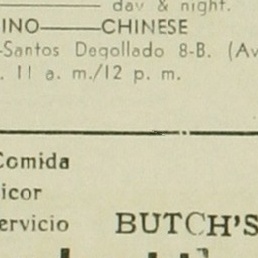 day & night.
INO——CHINESE
-Santos Degollado 8-B. (Av
. 11 a. m./12 p. m.
Comida
icor
ervicio
BUTCH'S